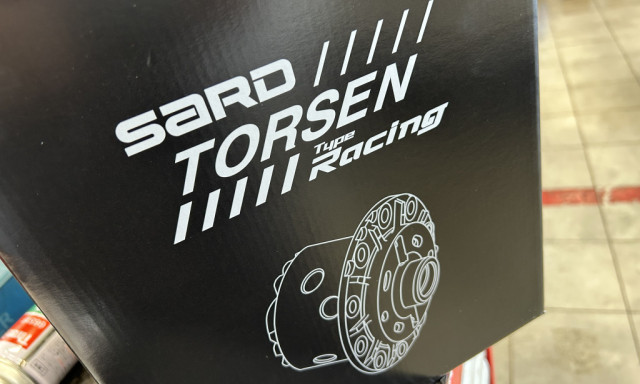 SARD
TORSEN
Type
Racing